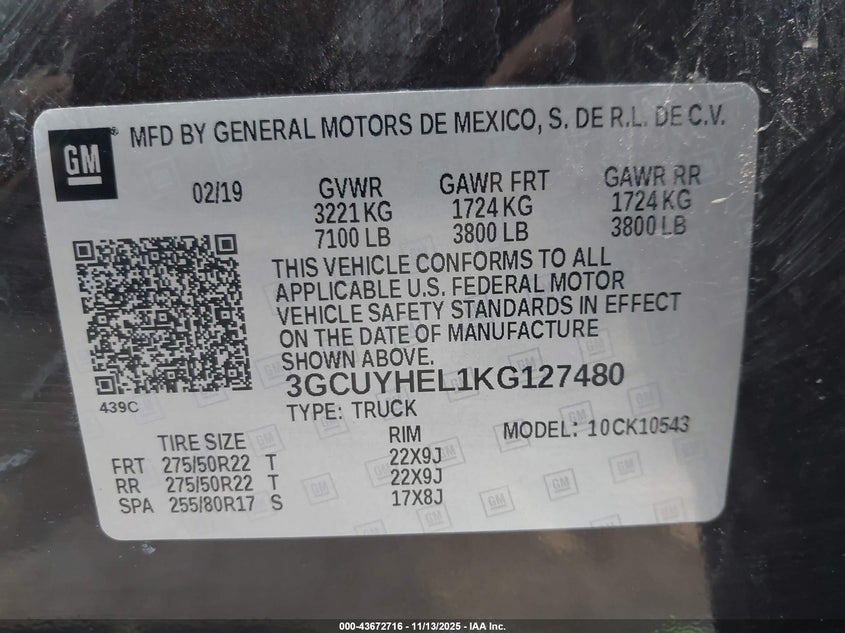 GM ®
MFD BY GENERAL MOTORS DE MEXICO, S. DE R.L. DE C.V.
02/19 GVWR GAWR FRT GAWR RR
3221 KG 1724 KG 1724 KG
7100 LB 3800 LB 3800 LB
THIS VEHICLE CONFORMS TO ALL
APPLICABLE U.S. FEDERAL MOTOR
VEHICLE SAFETY STANDARDS IN EFFECT
ON THE DATE OF MANUFACTURE
SHOWN ABOVE.
3GCUYHEL1KG127480
439C
TYPE: TRUCK
TIRE SIZE RIM MODEL: 10CK10543
FRT 275/50R22 T 22X9J
RR 275/50R22 T 22X9J
SPA 255/80R17 S 17X8J
000-43672716 - 11/13/2025 - IAA Inc.